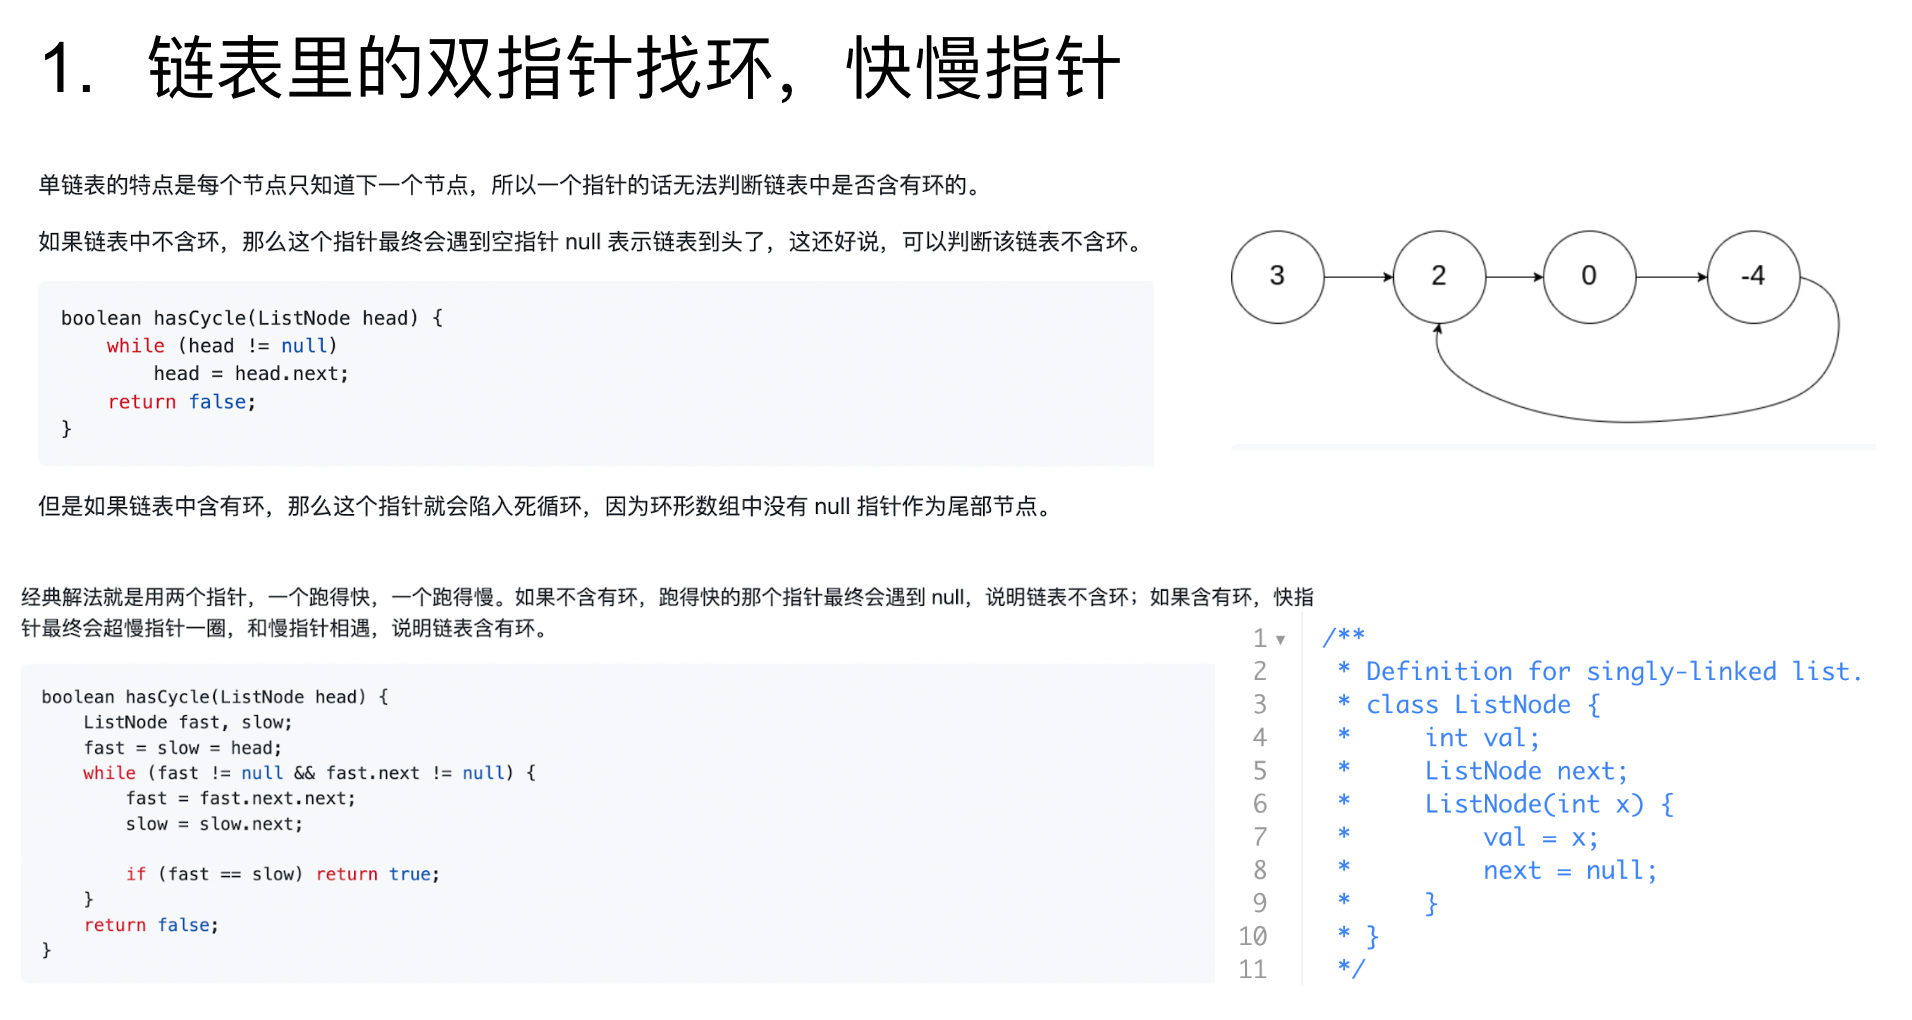 1. 链表里的双指针找环，快慢指针
单链表的特点是每个节点只知道下一个节点，所以一个指针的话无法判断链表中是否含有环的。
如果链表中不含环，那么这个指针最终会遇到空指针 null 表示链表到头了，这还好说，可以判断该链表不含环。
boolean hasCycle(ListNode head) {
    while (head != null)
        head = head.next;
    return false;
}
3
2
0
-4
但是如果链表中含有环，那么这个指针就会陷入死循环，因为环形数组中没有 null 指针作为尾部节点。
经典解法就是用两个指针，一个跑得快，一个跑得慢。如果不含有环，跑得快的那个指针最终会遇到 null，说明链表不含环；如果含有环，快指
针最终会超慢指针一圈，和慢指针相遇，说明链表含有环。
boolean hasCycle(ListNode head) {
    ListNode fast, slow;
    fast = slow = head;
    while (fast != null && fast.next != null) {
        fast = fast.next.next;
        slow = slow.next;
        if (fast == slow) return true;
    }
    return false;
}
1 /**
2  * Definition for singly-linked list.
3  * class ListNode {
4  *     int val;
5  *     ListNode next;
6  *     ListNode(int x) {
7  *         val = x;
8  *         next = null;
9  *     }
10  * }
11  */